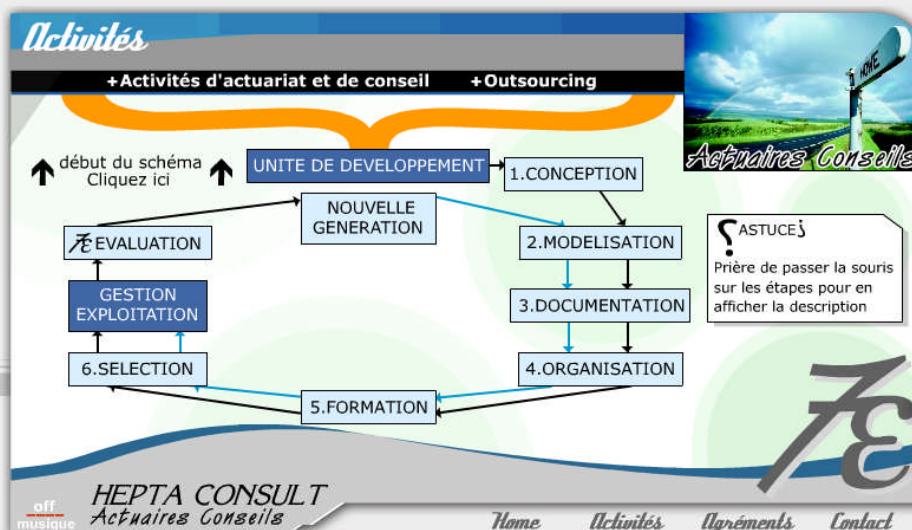 Activités
+Activités d'actuariat et de conseil +Outsourcing
HOME
Actuaires Conseils
début du schéma
Cliquez ici
UNITE DE DEVELOPPEMENT
1.CONCEPTION
NOUVELLE
GENERATION
7E EVALUATION
2.MODELISATION
?ASTUCE¿
Prière de passer la souris
sur les étapes pour en
afficher la description
GESTION
EXPLOITATION
3.DOCUMENTATION
6.SELECTION
4.ORGANISATION
5.FORMATION
7E
HEPTA CONSULT
Actuaires Conseils
off
musique
Home Activités Agréments Contact